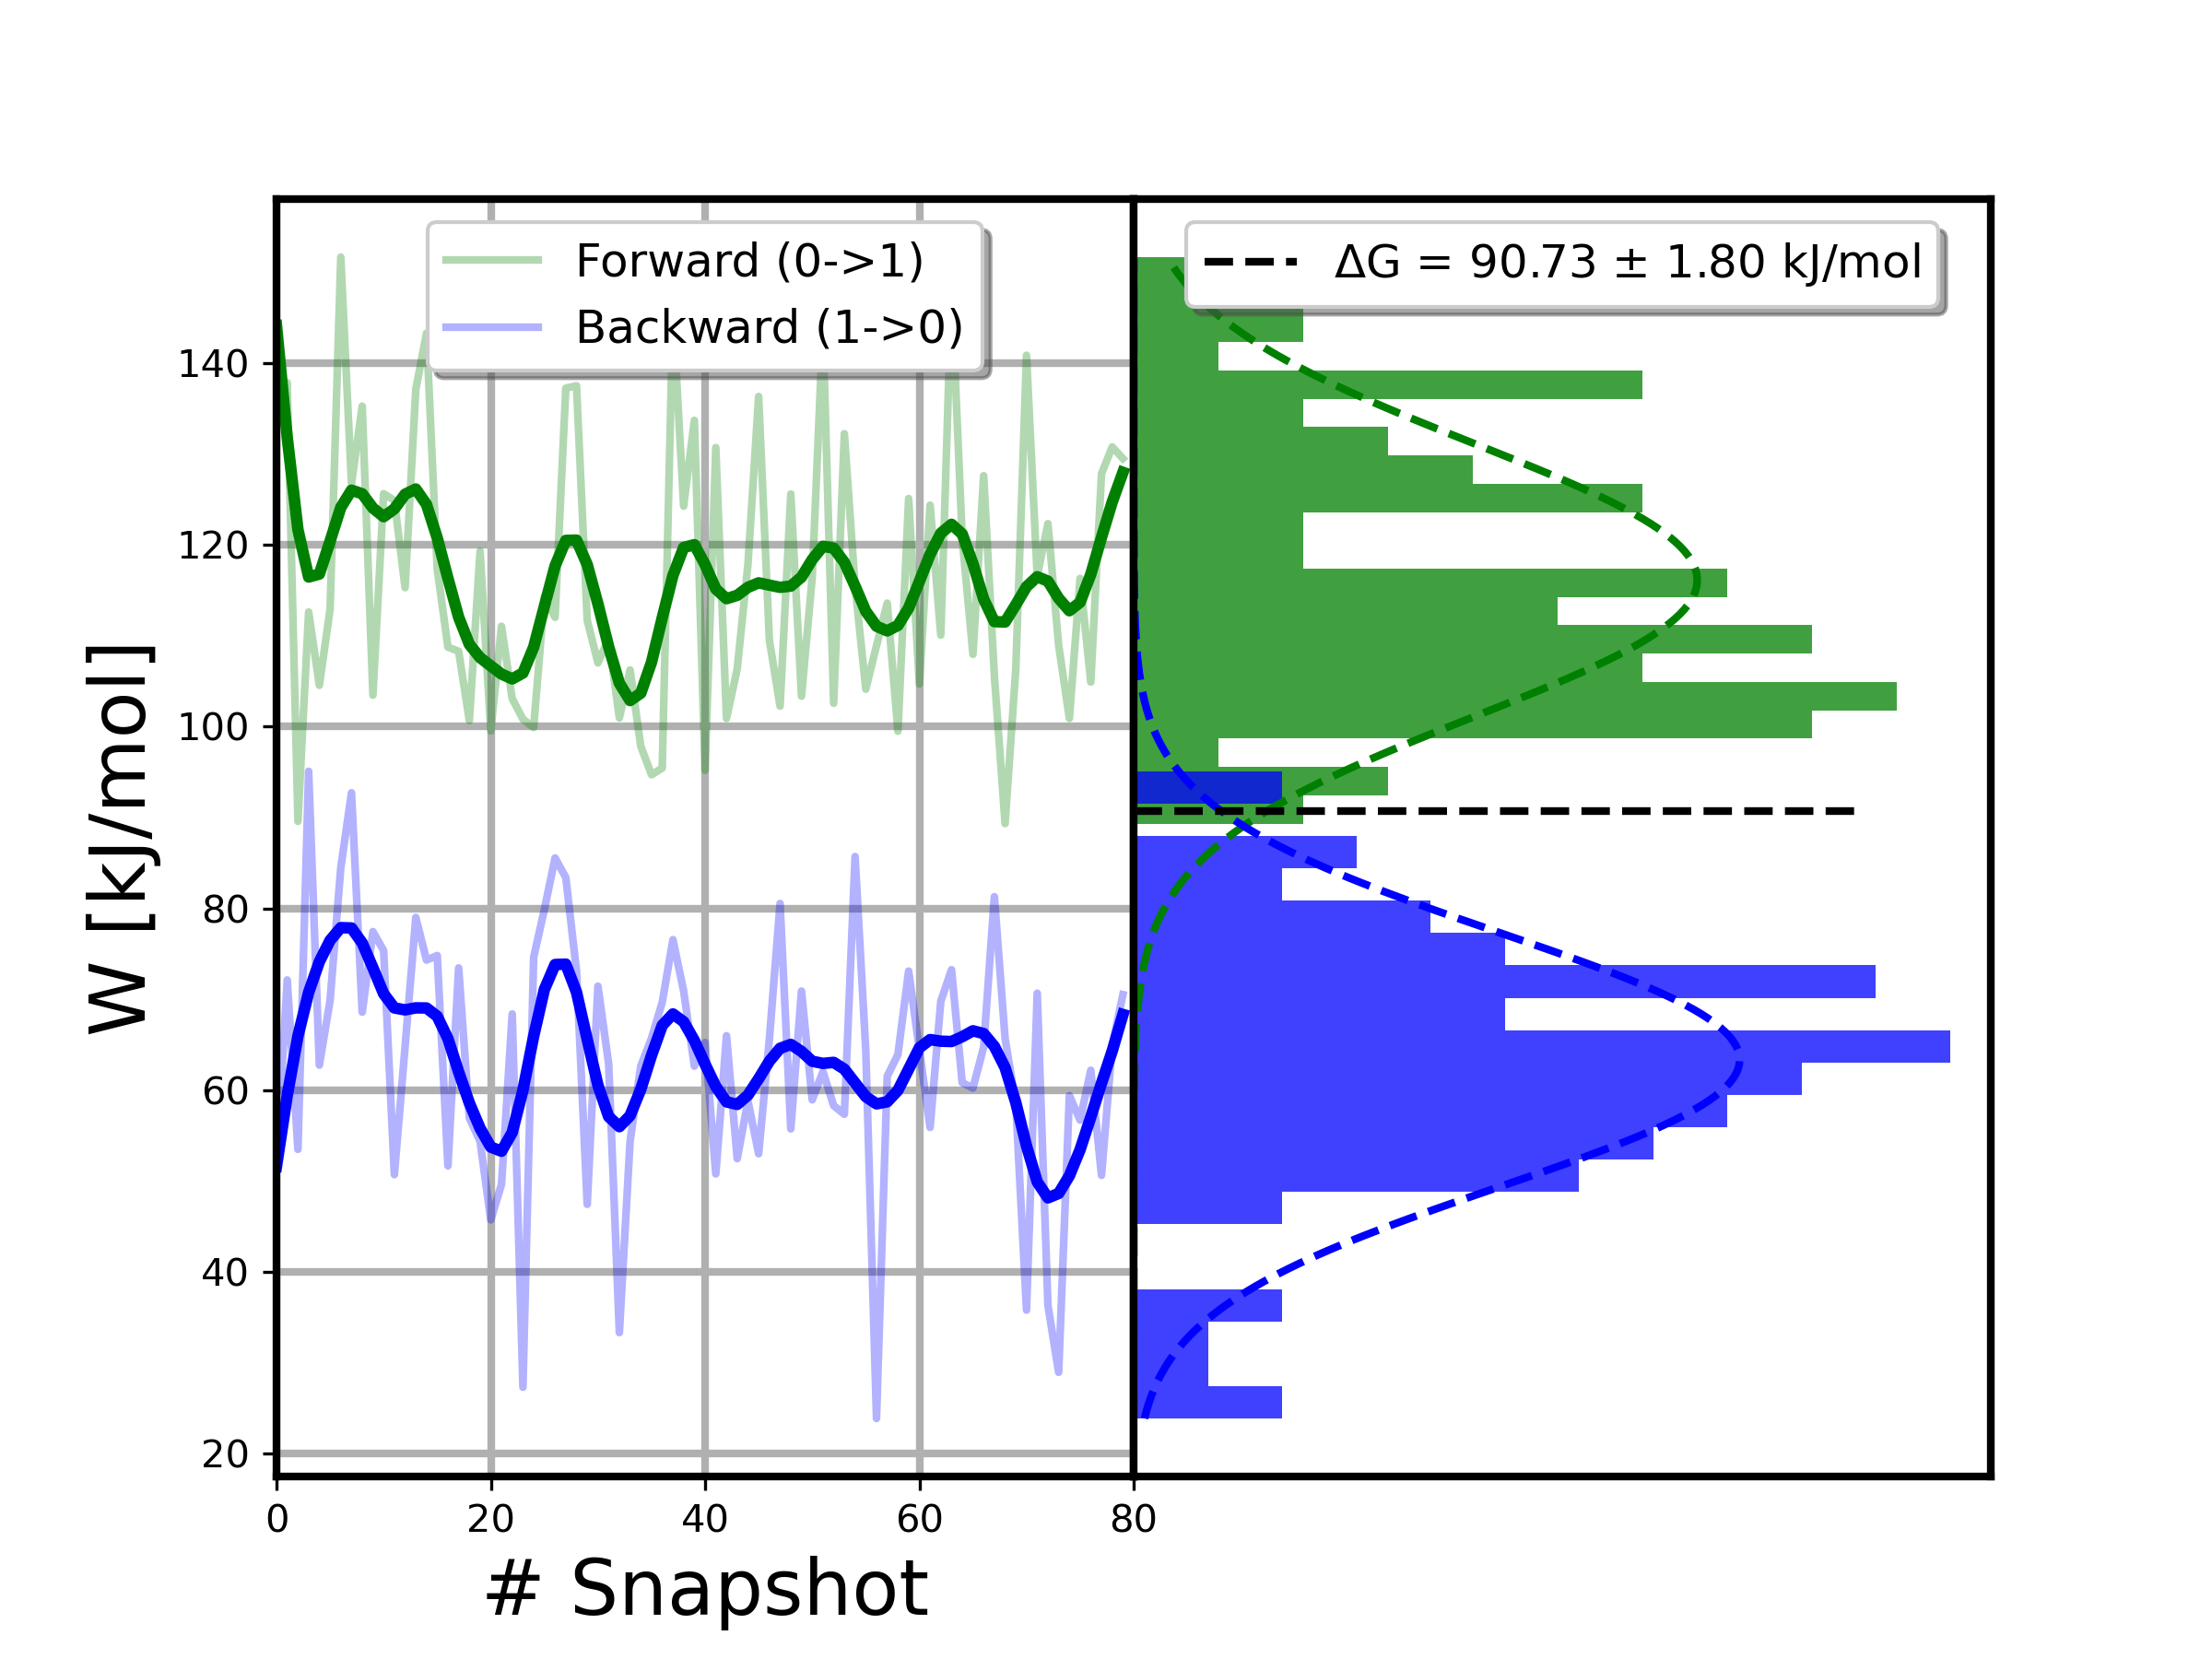 Forward (0->1)
Backward (1->0)
ΔG = 90.73 ± 1.80 kJ/mol
W [kJ/mol]
140
120
100
80
60
40
20
0 20 40 60 80
# Snapshot